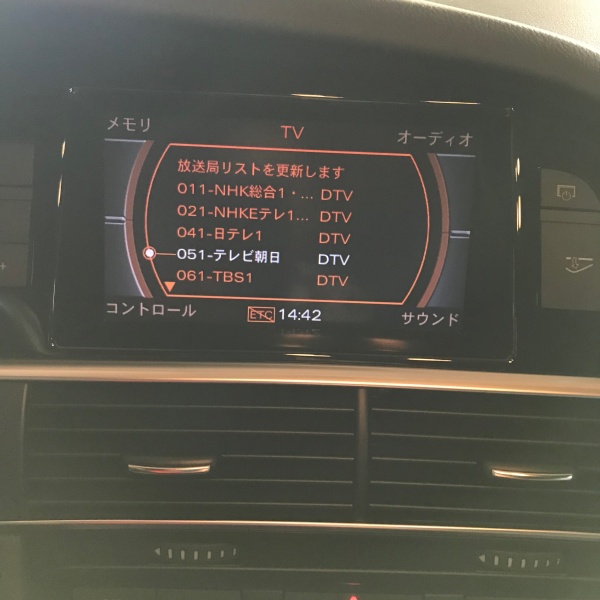 メモリ
TV
オーディオ
放送局リストを更新します
011-NHK総合1・... DTV
021-NHKEテレ1... DTV
041-日テレ1 DTV
051-テレビ朝日 DTV
061-TBS1 DTV
コントロール
ETC 14:42
サウンド